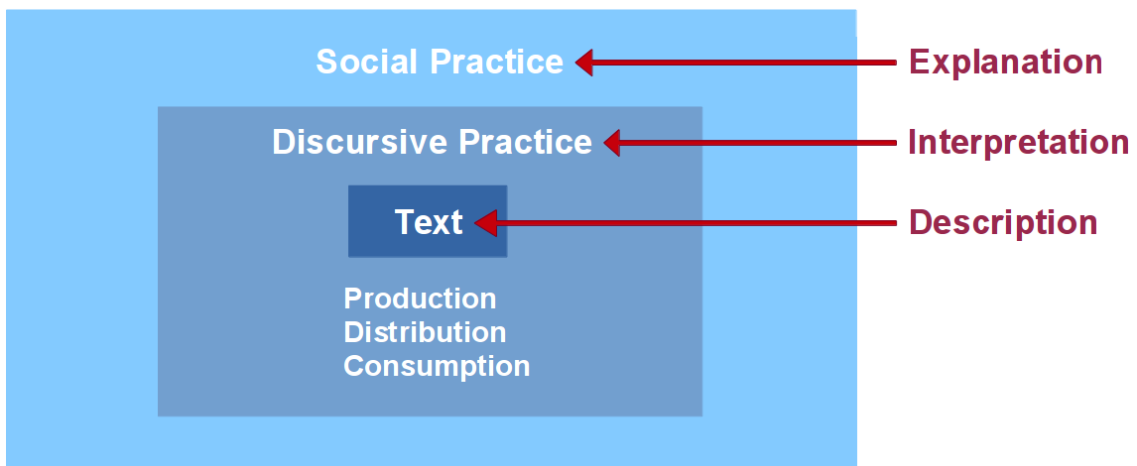 Social Practice Explanation
Discursive Practice Interpretation
Text Description
Production
Distribution
Consumption